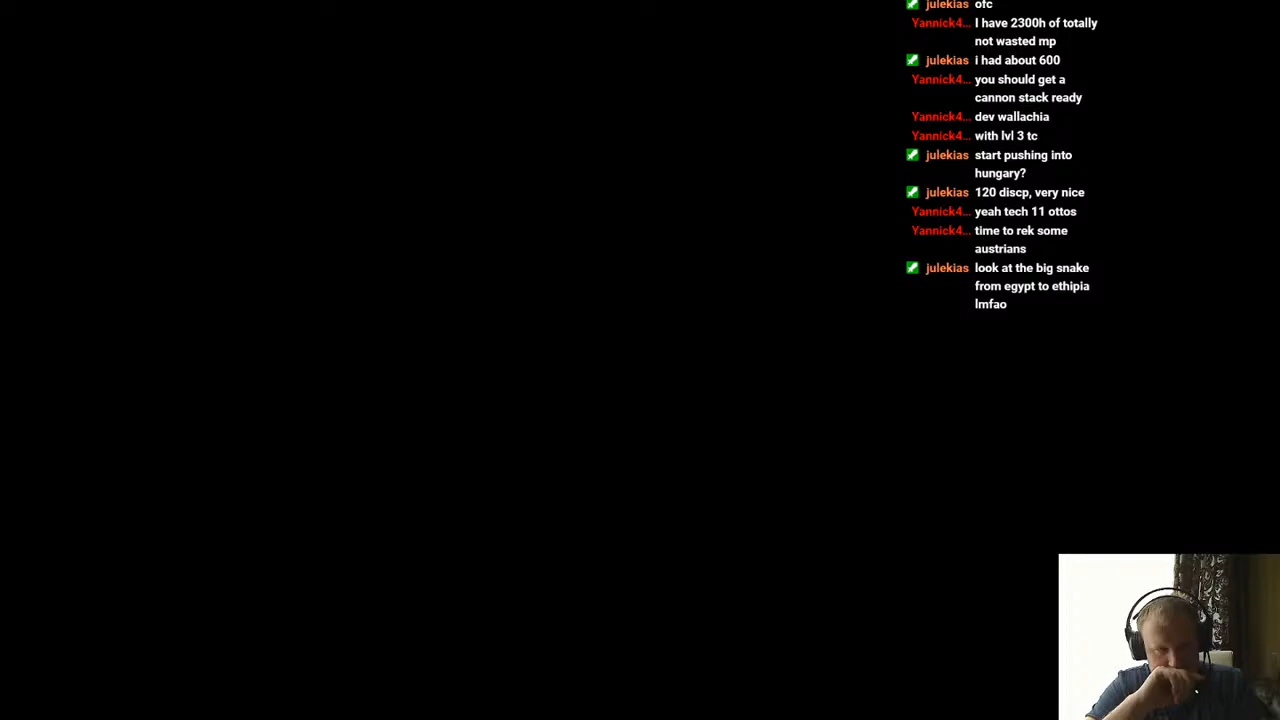 julekias ofc
Yannick4... I have 2300h of totally
not wasted mp
julekias i had about 600
Yannick4... you should get a
cannon stack ready
Yannick4... dev wallachia
Yannick4... with lvl 3 tc
julekias start pushing into
hungary?
julekias 120 discp, very nice
Yannick4... yeah tech 11 ottos
Yannick4... time to rek some
austrians
julekias look at the big snake
from egypt to ethipia
lmfao